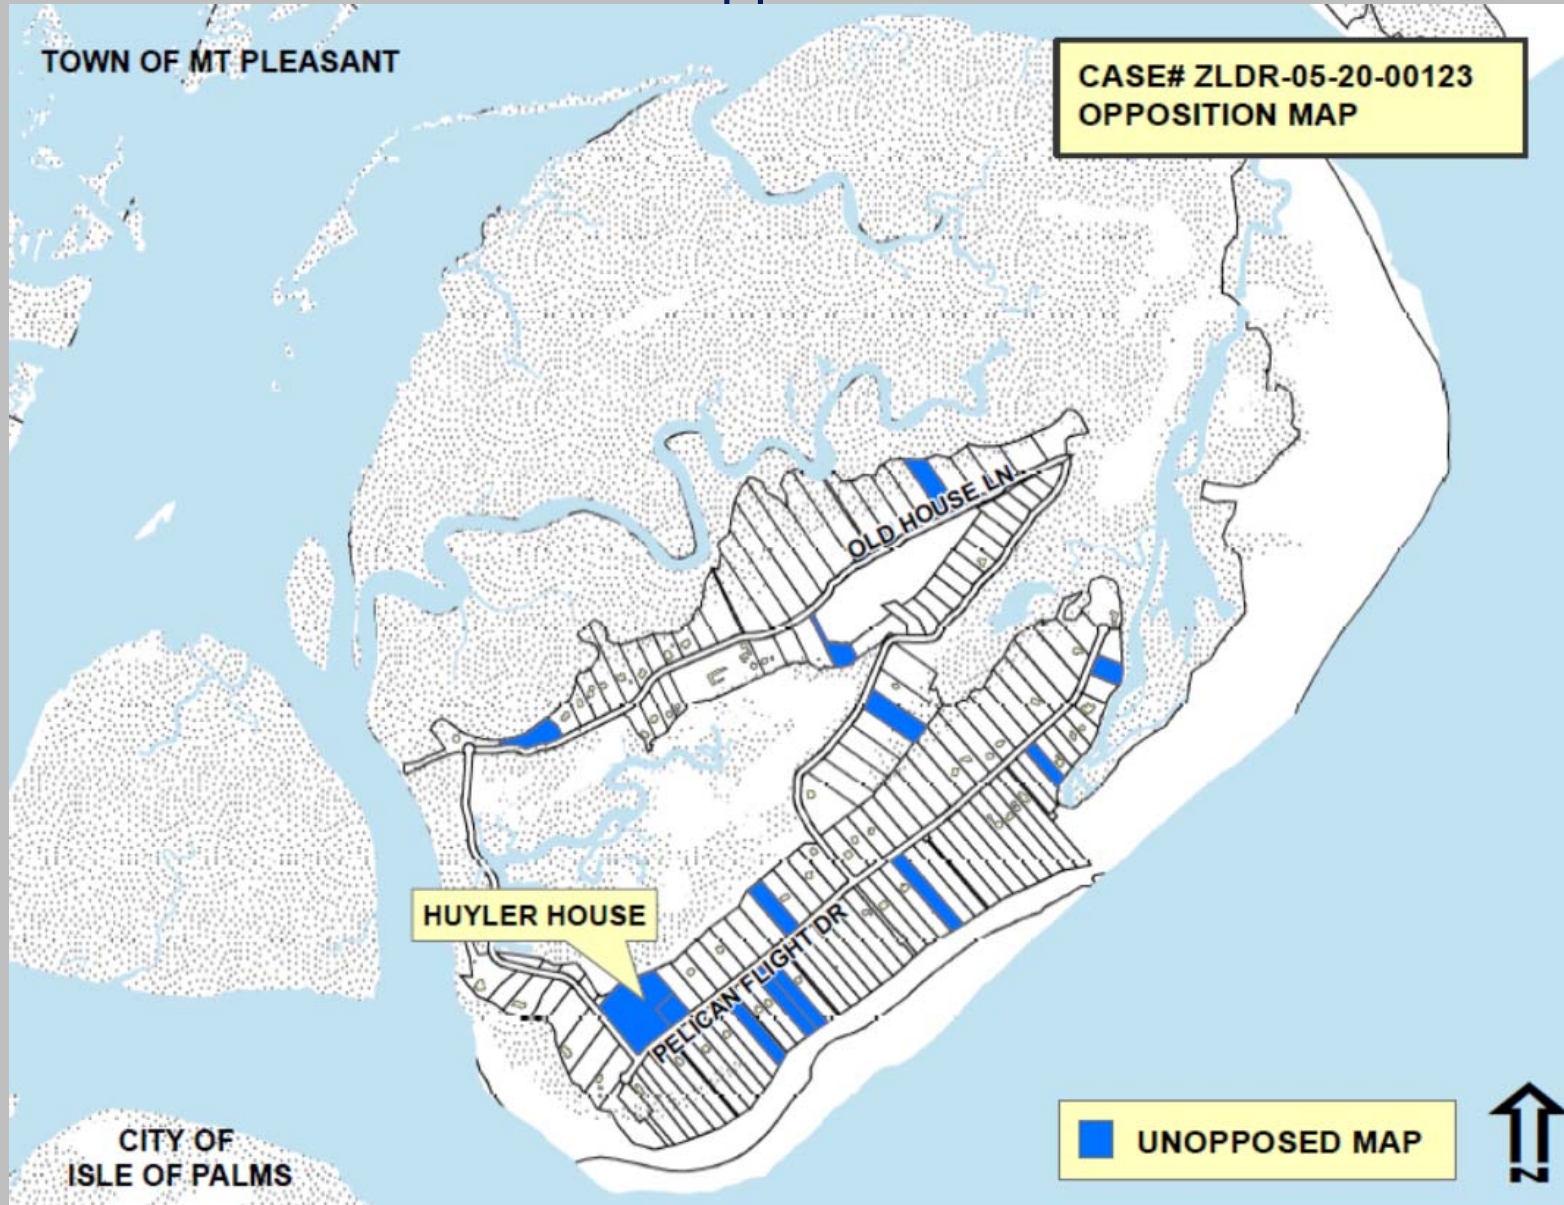 TOWN OF MT PLEASANT
CASE# ZLDR-05-20-00123
OPPOSITION MAP
OLD HOUSE LN
HUYLER HOUSE
PELICAN FLIGHT DR
CITY OF
ISLE OF PALMS
UNOPPOSED MAP
N